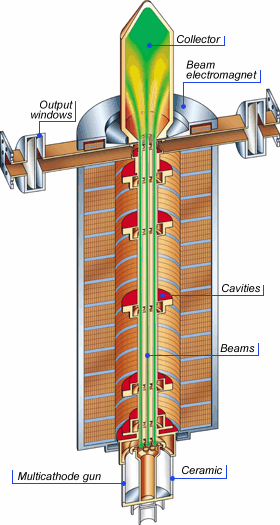 Collector
Beam
electromagnet
Output
windows
Cavities
Beams
Multicathode gun
Ceramic